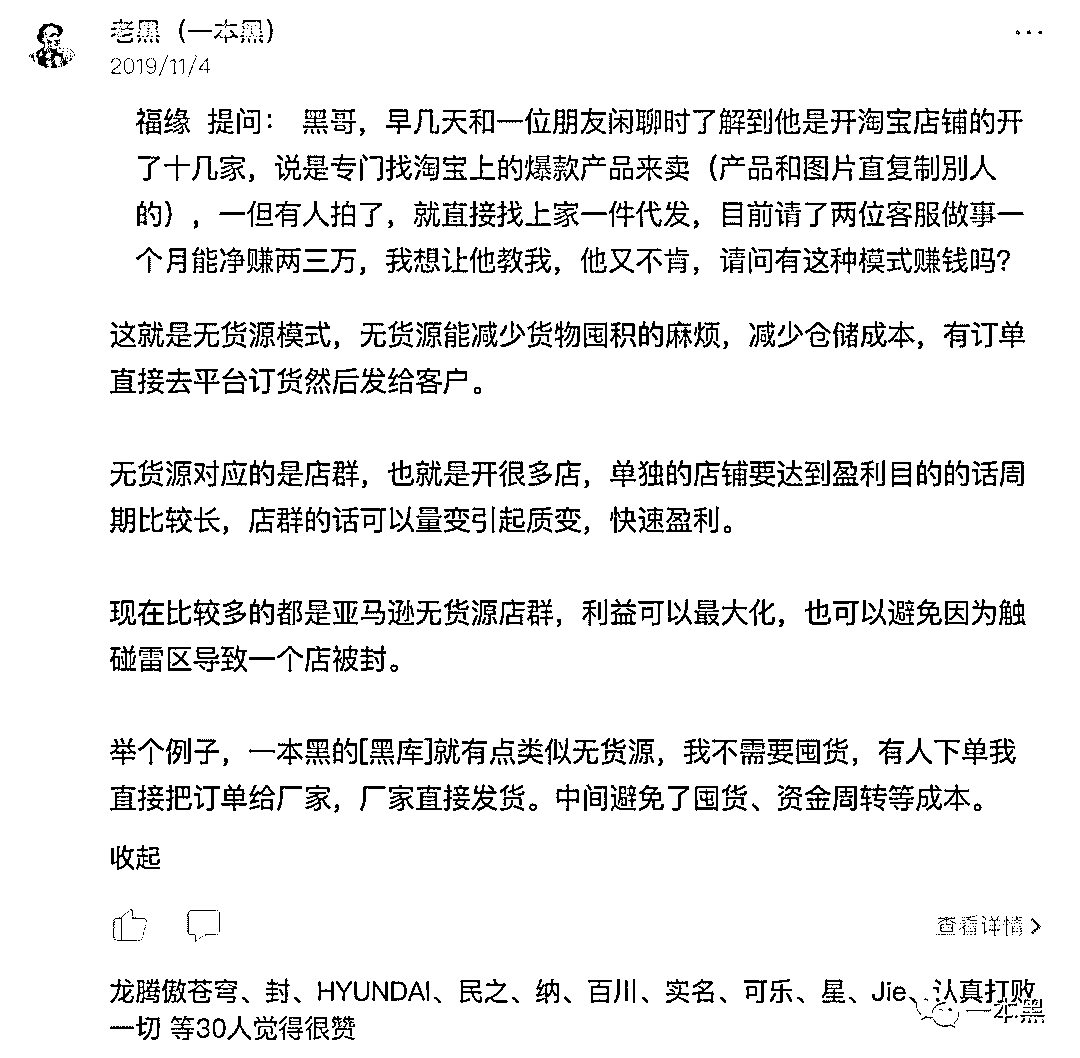 老黑（一本黑）
2019/11/4
福缘 提问： 黑哥，早几天和一位朋友闲聊时了解到他是开淘宝店铺的开
了十几家，说是专门找淘宝上的爆款产品来卖（产品和图片直复制别人
的），一但有人拍了，就直接找上家一件代发，目前请了两位客服做事一
个月能净赚两三万，我想让他教我，他又不肯，请问有这种模式赚钱吗？
这就是无货源模式，无货源能减少货物囤积的麻烦，减少仓储成本，有订单
直接去平台订货然后发给客户。
无货源对应的是店群，也就是开很多店，单独的店铺要达到盈利目的的话周
期比较长，店群的话可以量变引起质变，快速盈利。
现在比较多的都是亚马逊无货源店群，利益可以最大化，也可以避免因为触
碰雷区导致一个店被封。
举个例子，一本黑的[黑库]就有点类似无货源，我不需要囤货，有人下单我
直接把订单给厂家，厂家直接发货。中间避免了囤货、资金周转等成本。
收起
查看详情
龙腾傲苍穹、封、HYUNDAI、民之、纳、百川、实名、可乐、星、Jie、认真打败
一切 等30人觉得很赞
一本黑